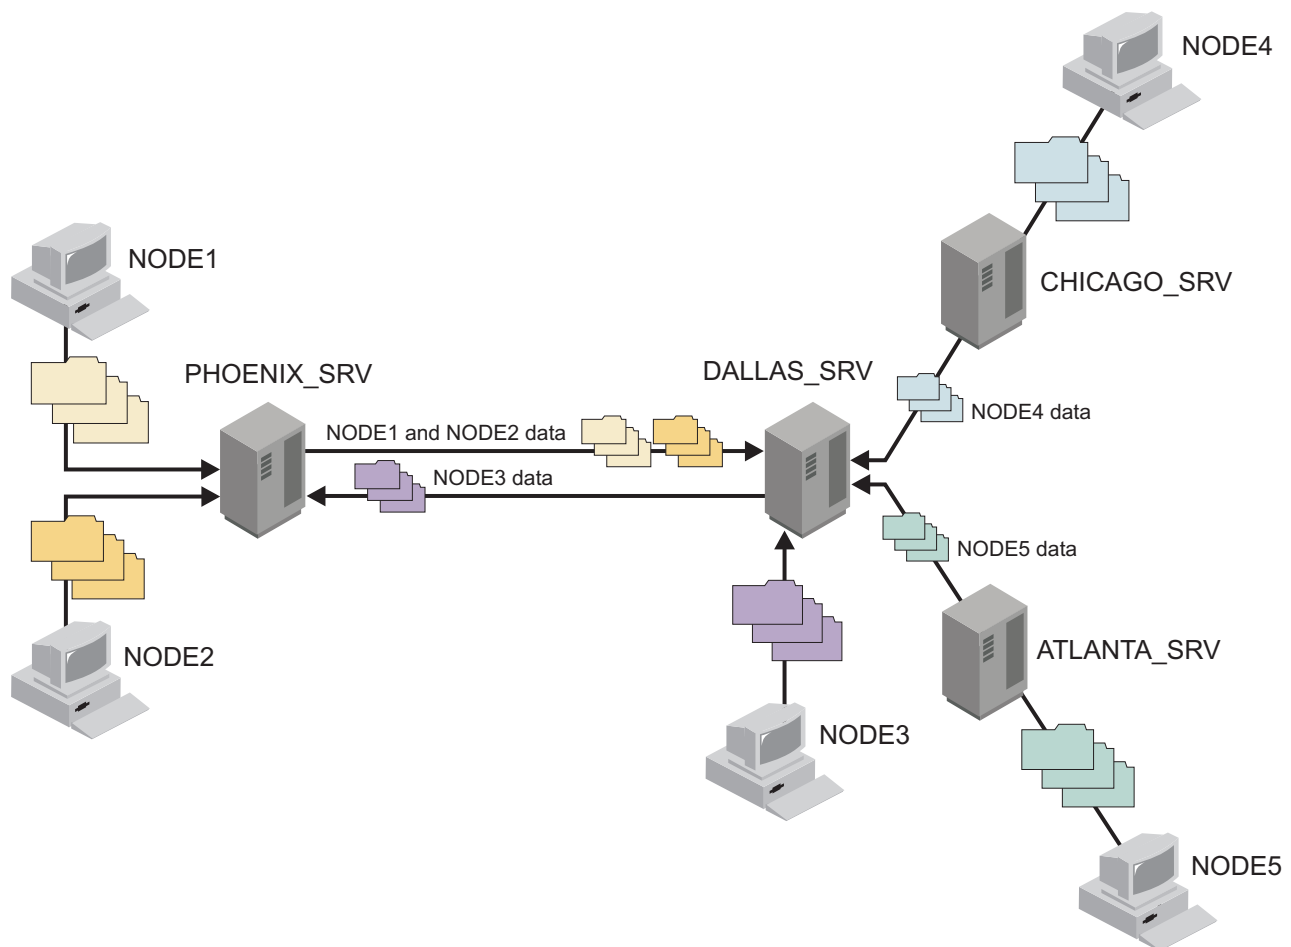 NODE4
NODE1
CHICAGO_SRV
PHOENIX_SRV
DALLAS_SRV
NODE4 data
NODE1 and NODE2 data
NODE3 data
NODE5 data
NODE2
ATLANTA_SRV
NODE3
NODE5